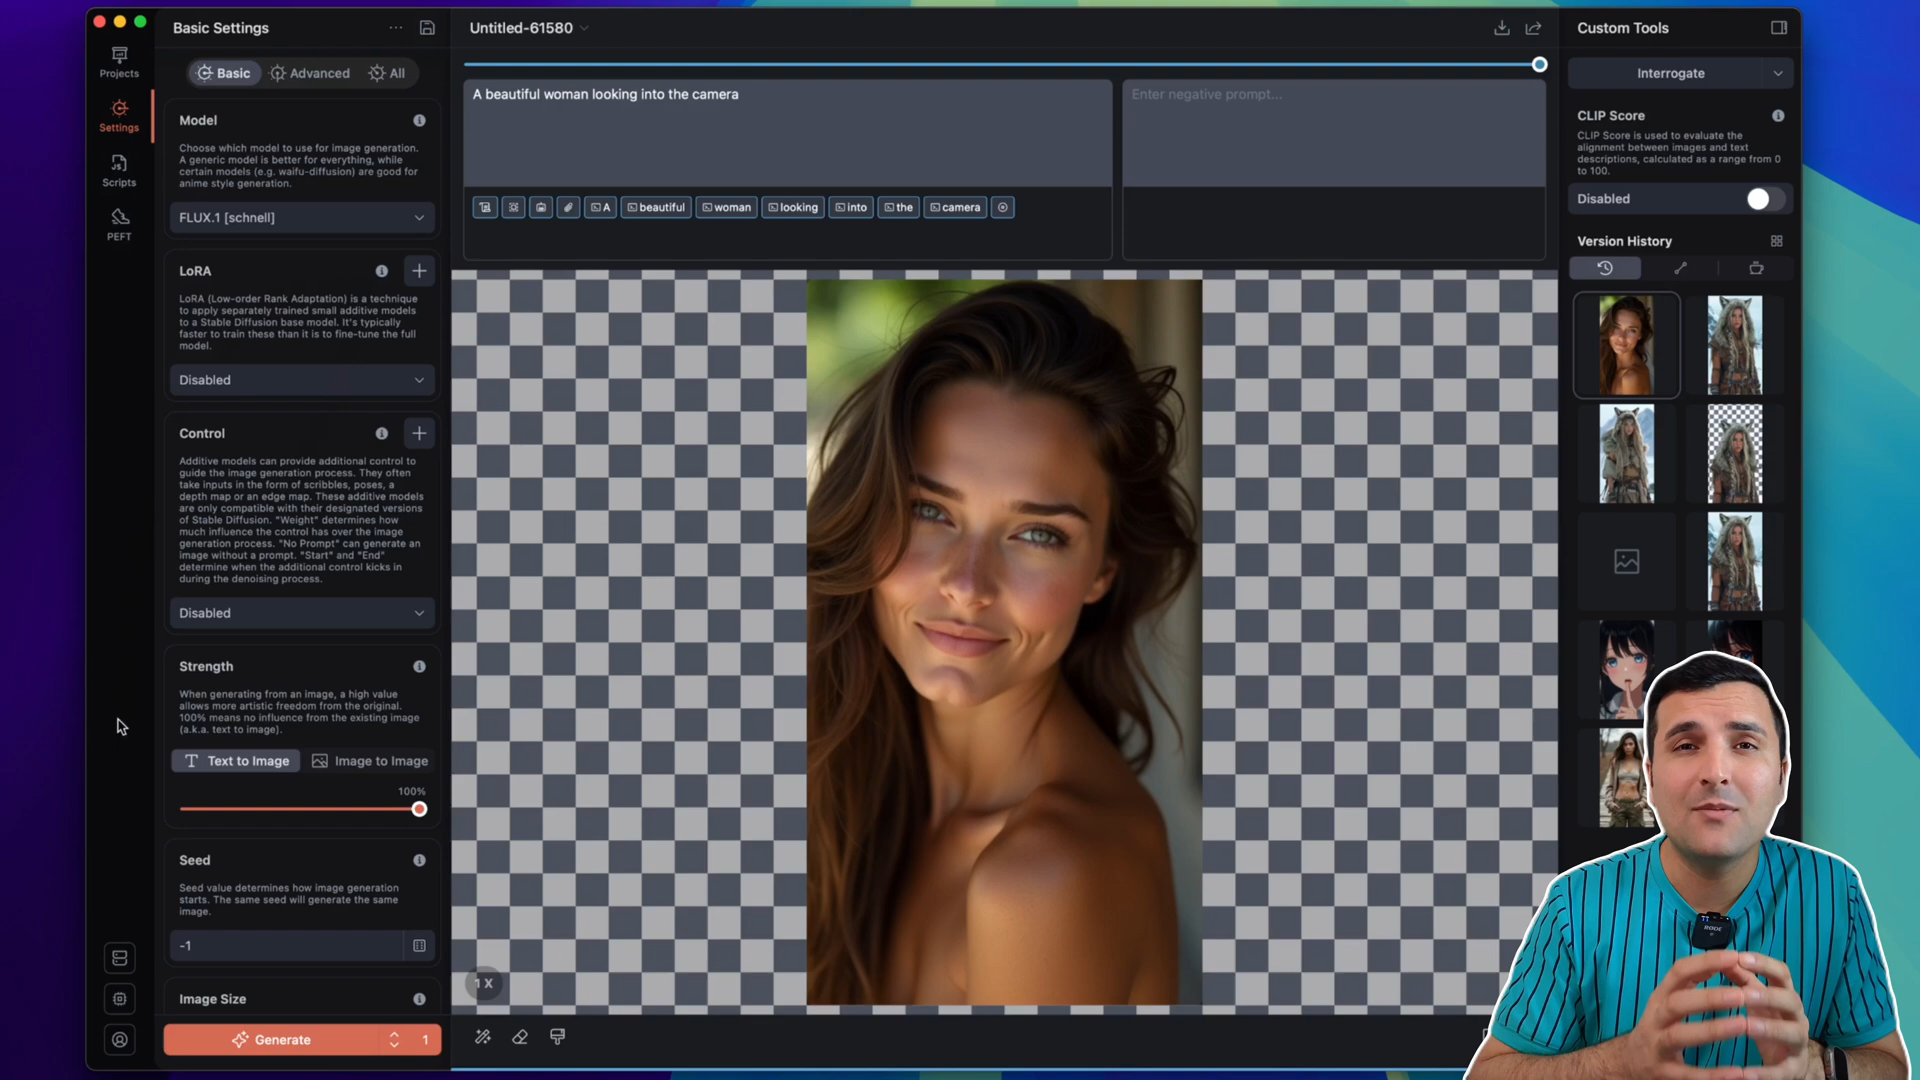 Basic Settings
Untitled-61580
Custom Tools
Projects
Settings
Scripts
PEFT
Basic
Advanced
All
Model
Choose which model to use for image generation.
A generic model is better for everything, while
certain models (e.g. waifu-diffusion) are good for
anime style generation.
FLUX.1 [schnell]
LoRA
LoRA (Low-order Rank Adaptation) is a technique
to apply separately trained small additive models
to a Stable Diffusion base model. It's typically
faster to train these than it is to fine-tune the full
model.
Disabled
Control
Additive models can provide additional control to
guide the image generation process. They often
take inputs in the form of scribbles, poses, a
depth map or an edge map. These additive models
are only compatible with their designated versions
of Stable Diffusion. "Weight" determines how
much influence the control has over the image
generation process. "No Prompt" can generate an
image without a prompt. "Start" and "End"
determine when the additional control kicks in
during the denoising process.
Disabled
Strength
When generating from an image, a high value
allows more artistic freedom from the original.
100% means no influence from the existing image
(a.k.a. text to image).
Text to Image
Image to Image
100%
Seed
Seed value determines how image generation
starts. The same seed will generate the same
image.
-1
Image Size
Generate
1
A beautiful woman looking into the camera
Enter negative prompt...
A
beautiful
woman
looking
into
the
camera
1 X
Interrogate
CLIP Score
CLIP Score is used to evaluate the
alignment between images and text
descriptions, calculated as a range from 0
to 100.
Disabled
Version History
RODE